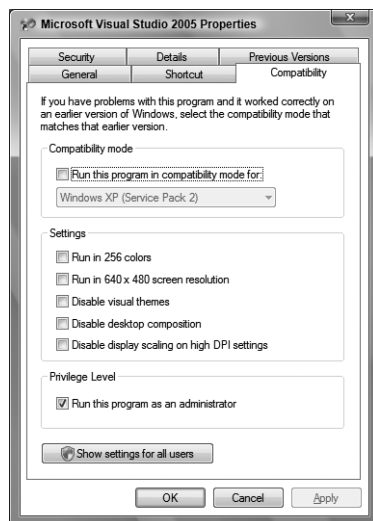 Microsoft Visual Studio 2005 Properties
Security Details Previous Versions
General Shortcut Compatibility
If you have problems with this program and it worked correctly on
an earlier version of Windows, select the compatibility mode that
matches that earlier version.
Compatibility mode
Run this program in compatibility mode for:
Windows XP (Service Pack 2)
Settings
Run in 256 colors
Run in 640 x 480 screen resolution
Disable visual themes
Disable desktop composition
Disable display scaling on high DPI settings
Privilege Level
Run this program as an administrator
Show settings for all users
OK Cancel Apply